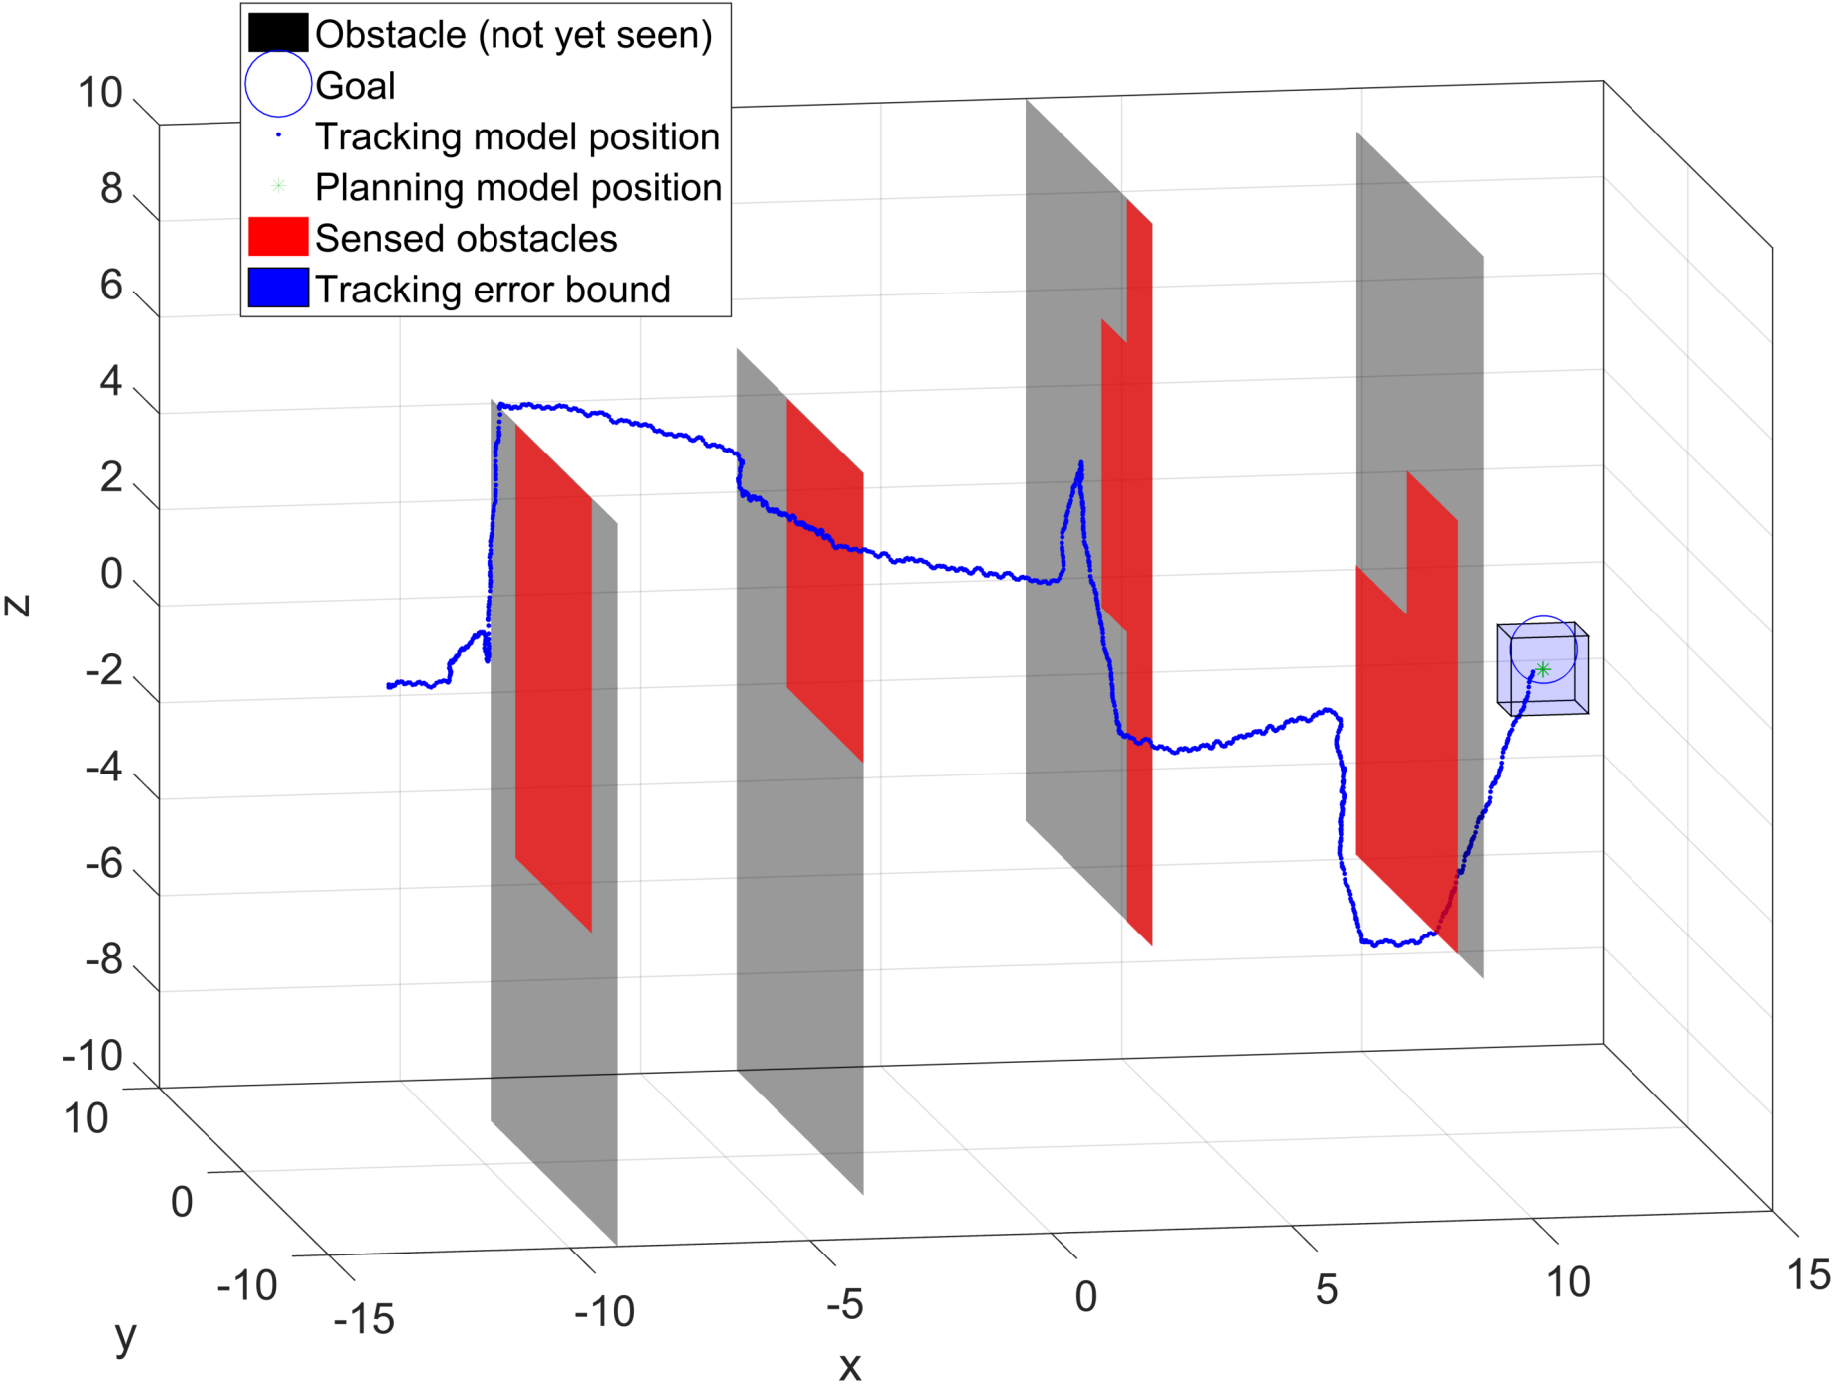 Obstacle (not yet seen)
Goal
Tracking model position
Planning model position
Sensed obstacles
Tracking error bound
10
8
6
4
2
0
-2
-4
-6
-8
-10
z
10
0
-10
y
-15
-10
-5
0
5
10
15
x